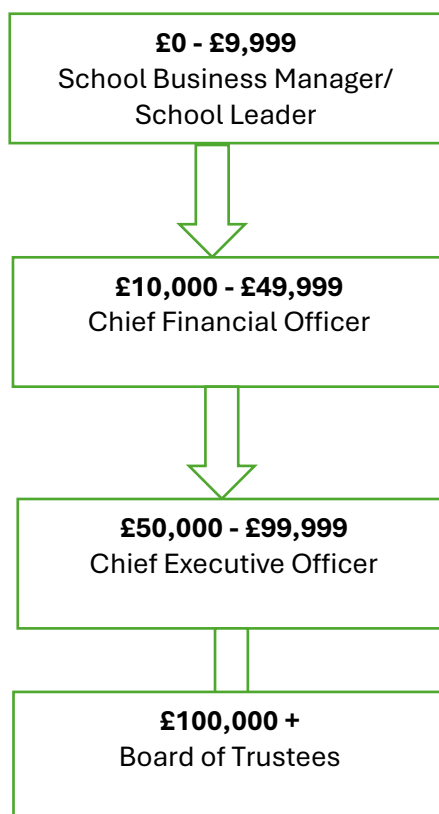 £0 - £9,999
School Business Manager/
School Leader
£10,000 - £49,999
Chief Financial Officer
£50,000 - £99,999
Chief Executive Officer
£100,000 +
Board of Trustees